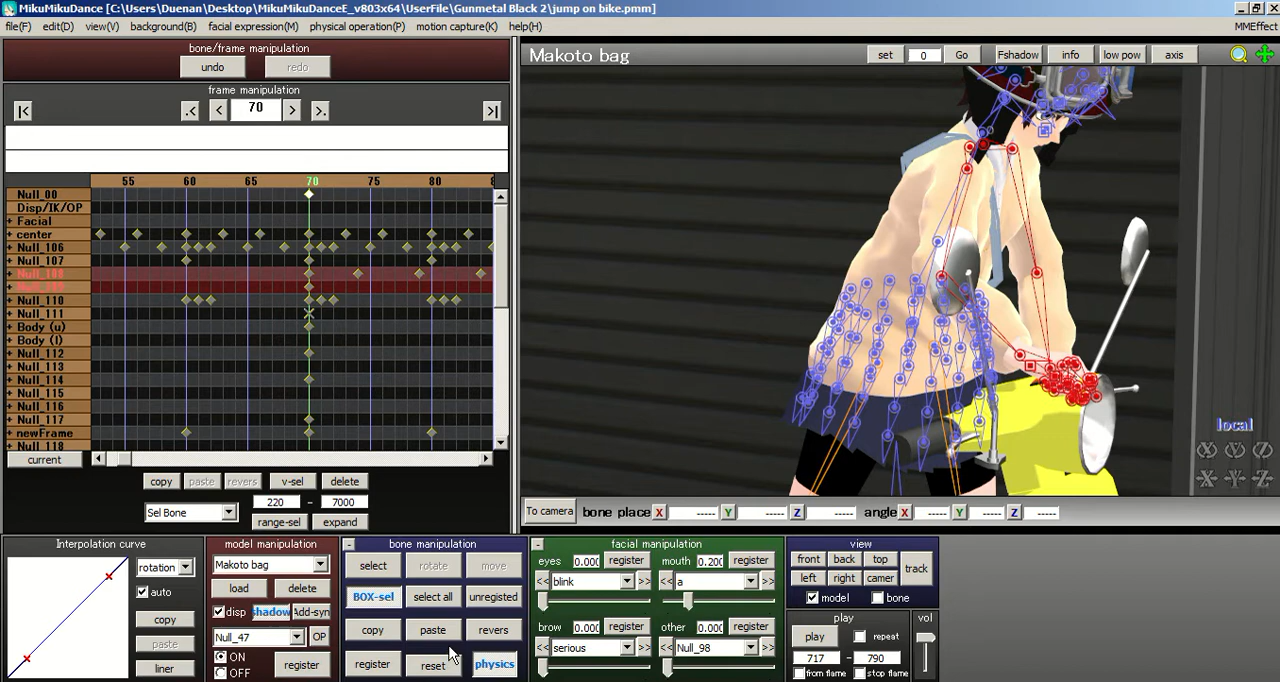 MikuMikuDance [C:\Users\Duenan\Desktop\MikuMikuDanceE_v803x64\UserFile\Gunmetal Black 2\jump on bike.pmm]
file(F) edit(D) view(V) background(B) facial expression(M) physical operation(P) motion capture(K) help(H) MMEffect
bone/frame manipulation
undo redo
frame manipulation
|< .< < 70 > >. >|
55 60 65 70 75 80 8
Null_00
Disp/IK/OP
+ Facial
+ center
+ Null_106
+ Null_107
+ Null_108
+ Null_109
+ Null_110
+ Null_111
+ Body (u)
+ Body (l)
+ Null_112
+ Null_113
+ Null_114
+ Null_115
+ Null_116
+ Null_117
+ newFrame
+ Null_118
current
copy paste revers v-sel delete
Sel Bone 220 - 7000
range-sel expand
Makoto bag set 0 Go Fshadow info low pow axis
local
X Y Z
X Y Z
To camera bone place X ----- Y ----- Z ----- angle X ----- Y ----- Z -----
Interpolation curve
rotation
auto
copy
paste
liner
model manipulation
Makoto bag
load delete
disp shadow Add-syn
Null_47 OP
ON
OFF
register
- bone manipulation
select rotate move
BOX-sel select all unregisted
copy paste revers
register reset physics
- facial manipulation
eyes 0.000 register mouth 0.200 register
<< blink >> << a >>
brow 0.000 register other 0.000 register
<< serious >> << Null_98 >>
view
front back top
left right camer
track
model bone
play
play repeat
717 - 790
from flame stop flame
vol